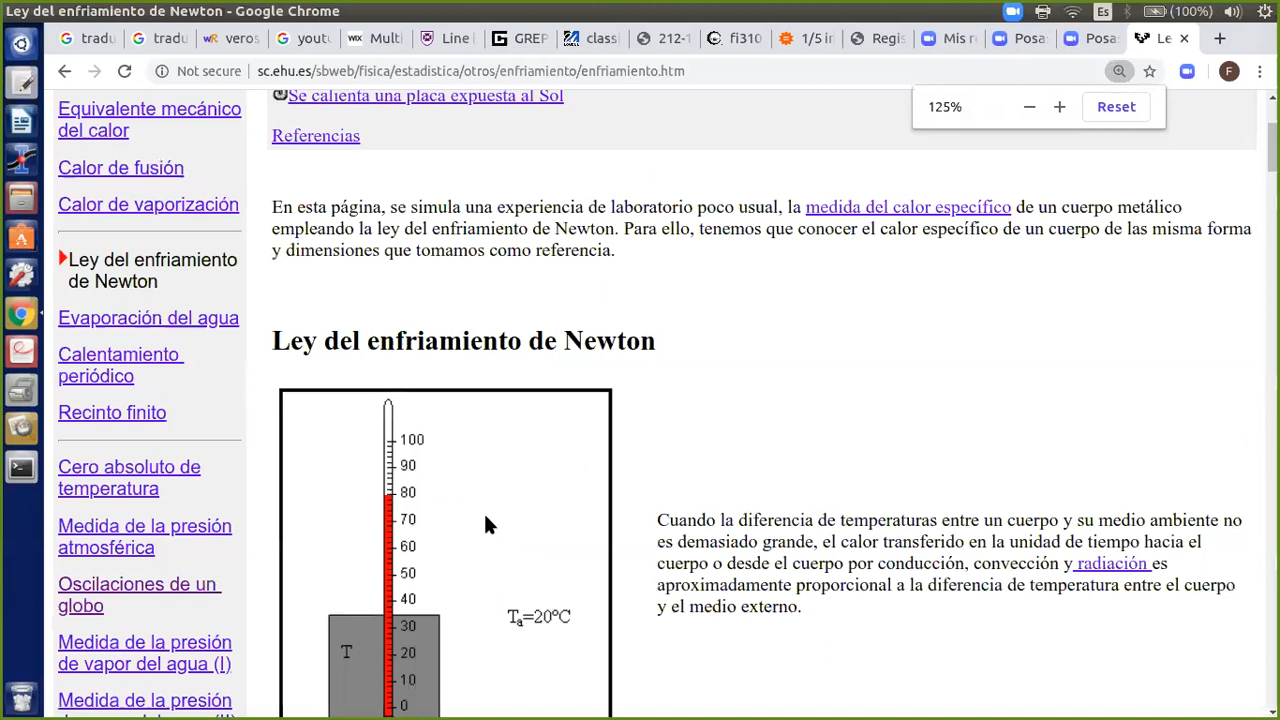 Ley del enfriamiento de Newton - Google Chrome
Es
(100%)
tradu
tradu
veros
youtu
WIX Multi
Line I
GREP
classi
212-1
fi310
1/5 in
Regis
Mis r
Posa
Posa
Le
Not secure
sc.ehu.es/sbweb/fisica/estadistica/otros/enfriamiento/enfriamiento.htm
F
125%
Reset
Equivalente mecánico
del calor
Calor de fusión
Calor de vaporización
Ley del enfriamiento
de Newton
Evaporación del agua
Calentamiento
periódico
Recinto finito
Cero absoluto de
temperatura
Medida de la presión
atmosférica
Oscilaciones de un
globo
Medida de la presión
de vapor del agua (I)
Medida de la presión
Se calienta una placa expuesta al Sol
Referencias
En esta página, se simula una experiencia de laboratorio poco usual, la medida del calor específico de un cuerpo metálico
empleando la ley del enfriamiento de Newton. Para ello, tenemos que conocer el calor específico de un cuerpo de las misma forma
y dimensiones que tomamos como referencia.
Ley del enfriamiento de Newton
100
90
80
70
60
50
40
30
20
10
0
T
Ta=20ºC
Cuando la diferencia de temperaturas entre un cuerpo y su medio ambiente no
es demasiado grande, el calor transferido en la unidad de tiempo hacia el
cuerpo o desde el cuerpo por conducción, convección y radiación es
aproximadamente proporcional a la diferencia de temperatura entre el cuerpo
y el medio externo.